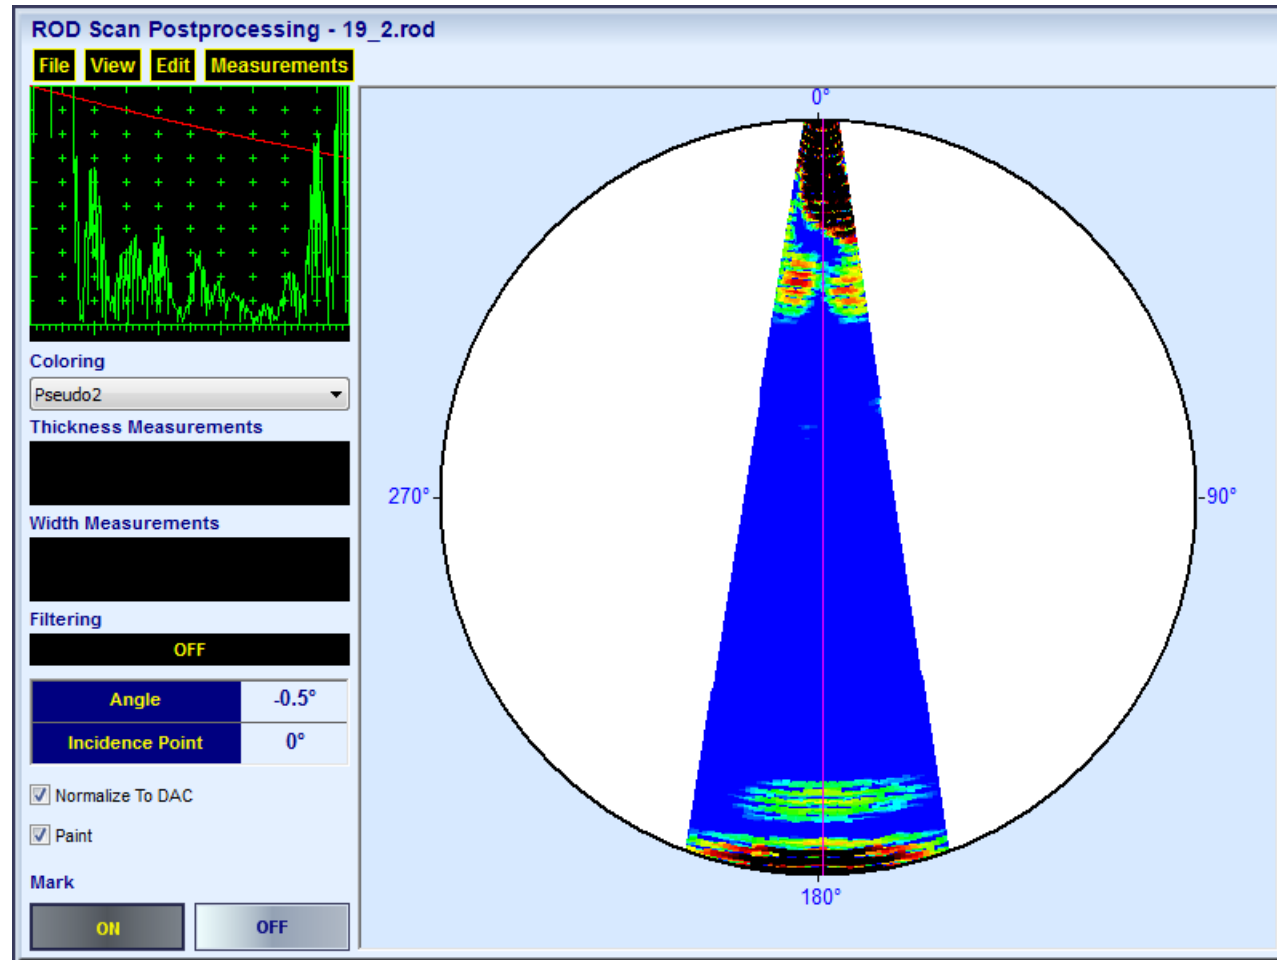 ROD Scan Postprocessing - 19_2.rod
File View Edit Measurements
0°
Coloring
Pseudo2
Thickness Measurements
270°
90°
Width Measurements
Filtering
OFF
Angle -0.5°
Incidence Point 0°
Normalize To DAC
Paint
Mark
180°
ON OFF